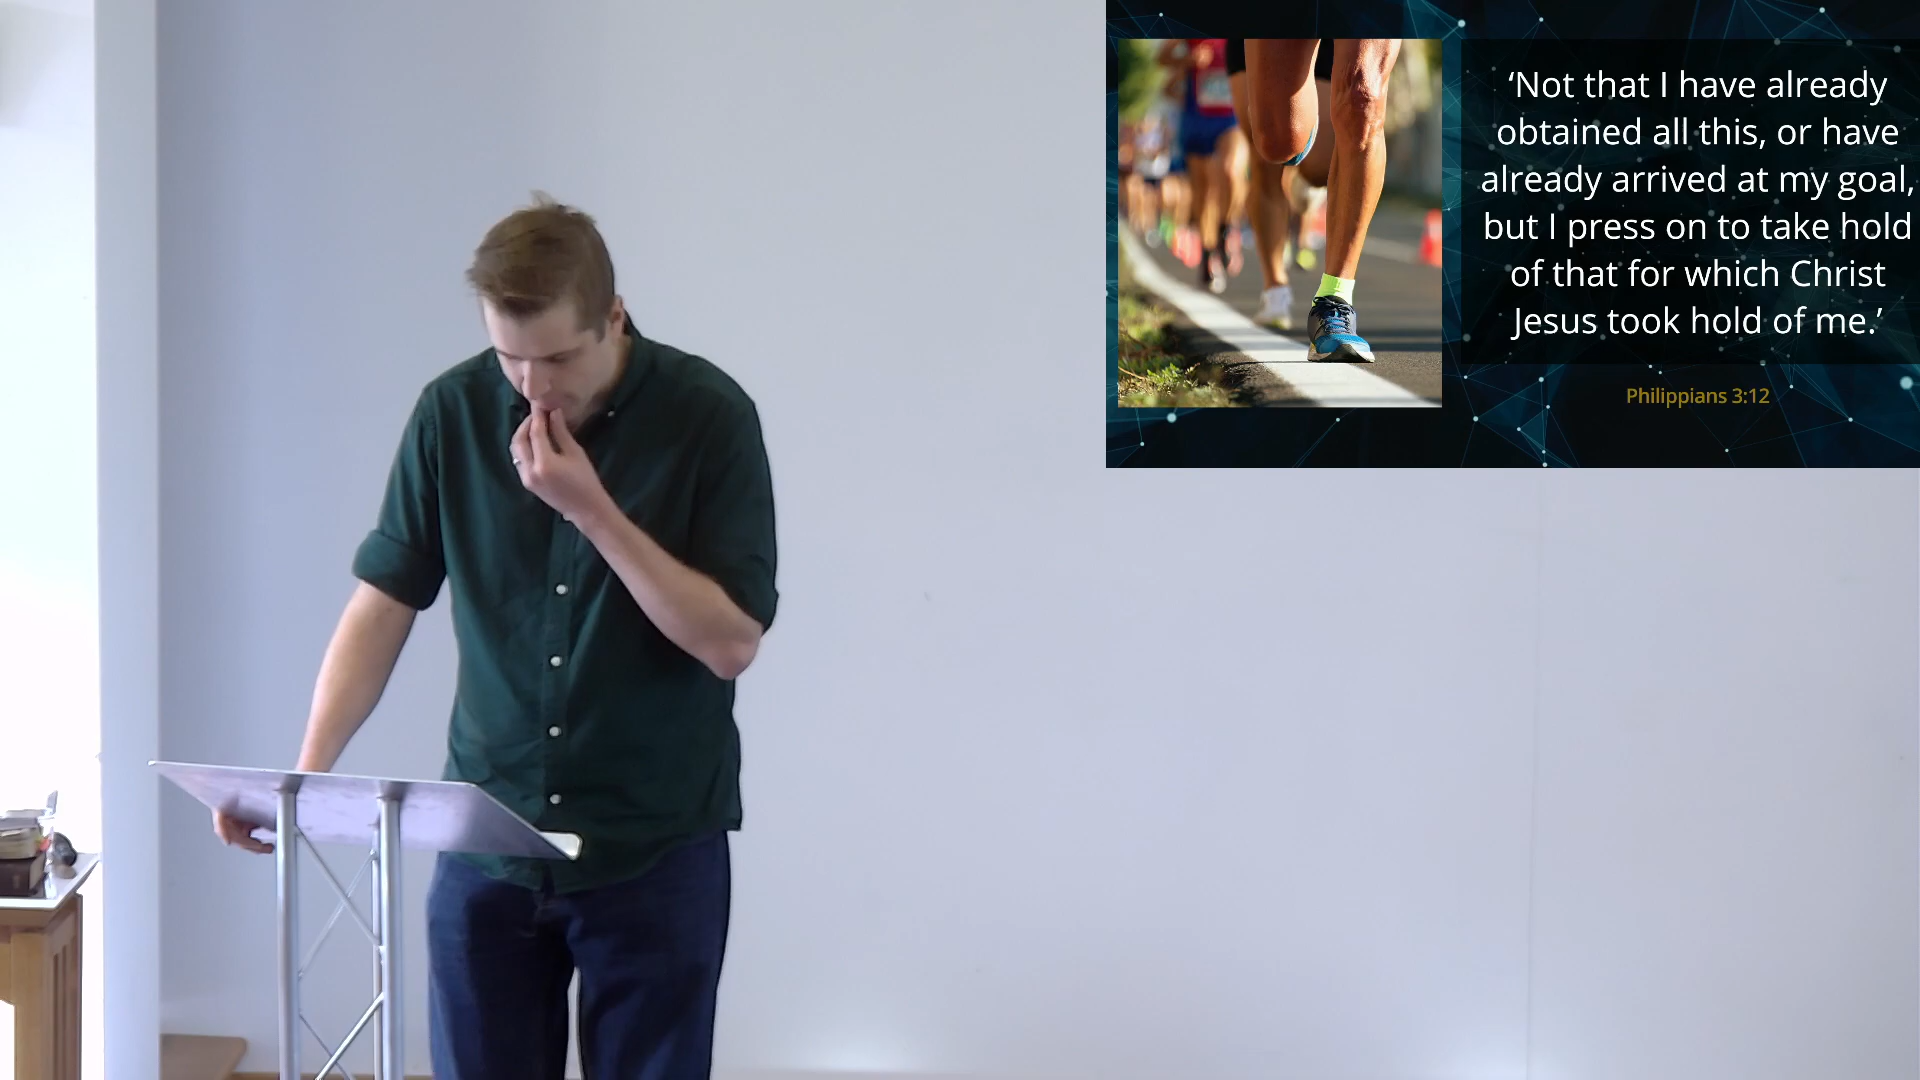 ‘Not that I have already
obtained all this, or have
already arrived at my goal,
but I press on to take hold
of that for which Christ
Jesus took hold of me.’
Philippians 3:12